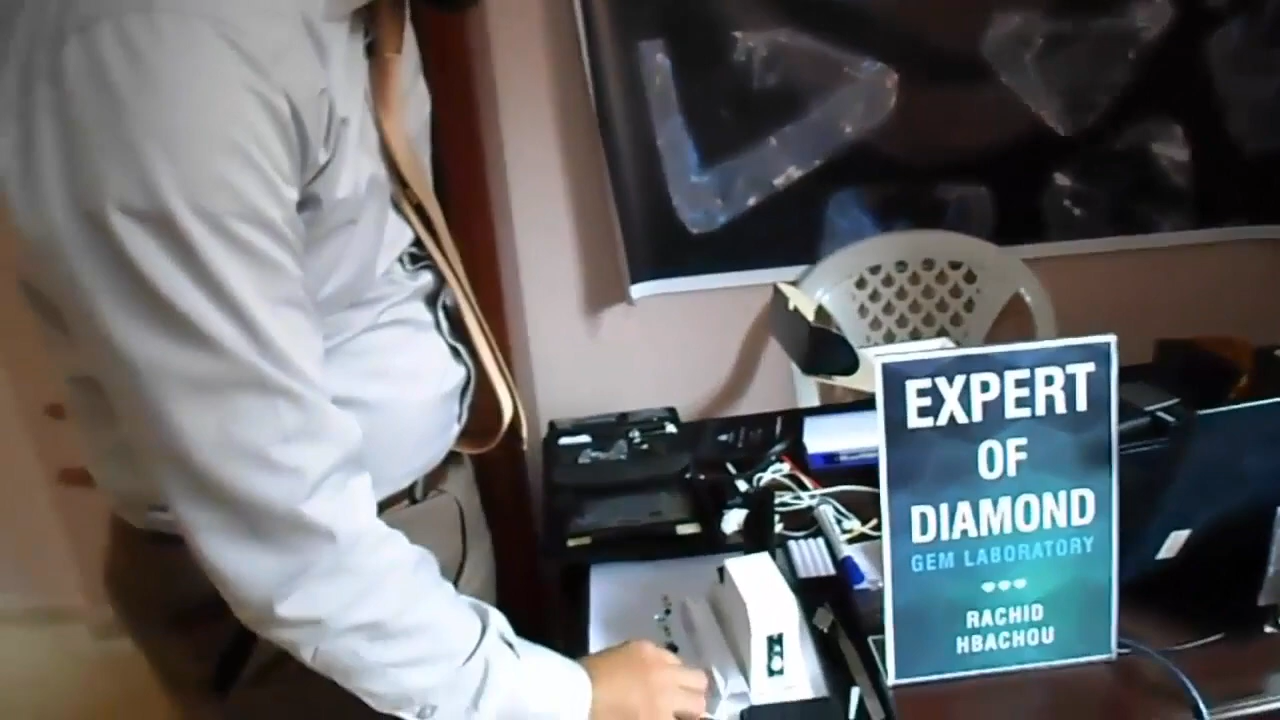 EXPERT
OF
DIAMOND
GEM LABORATORY
RACHID
HBACHOU